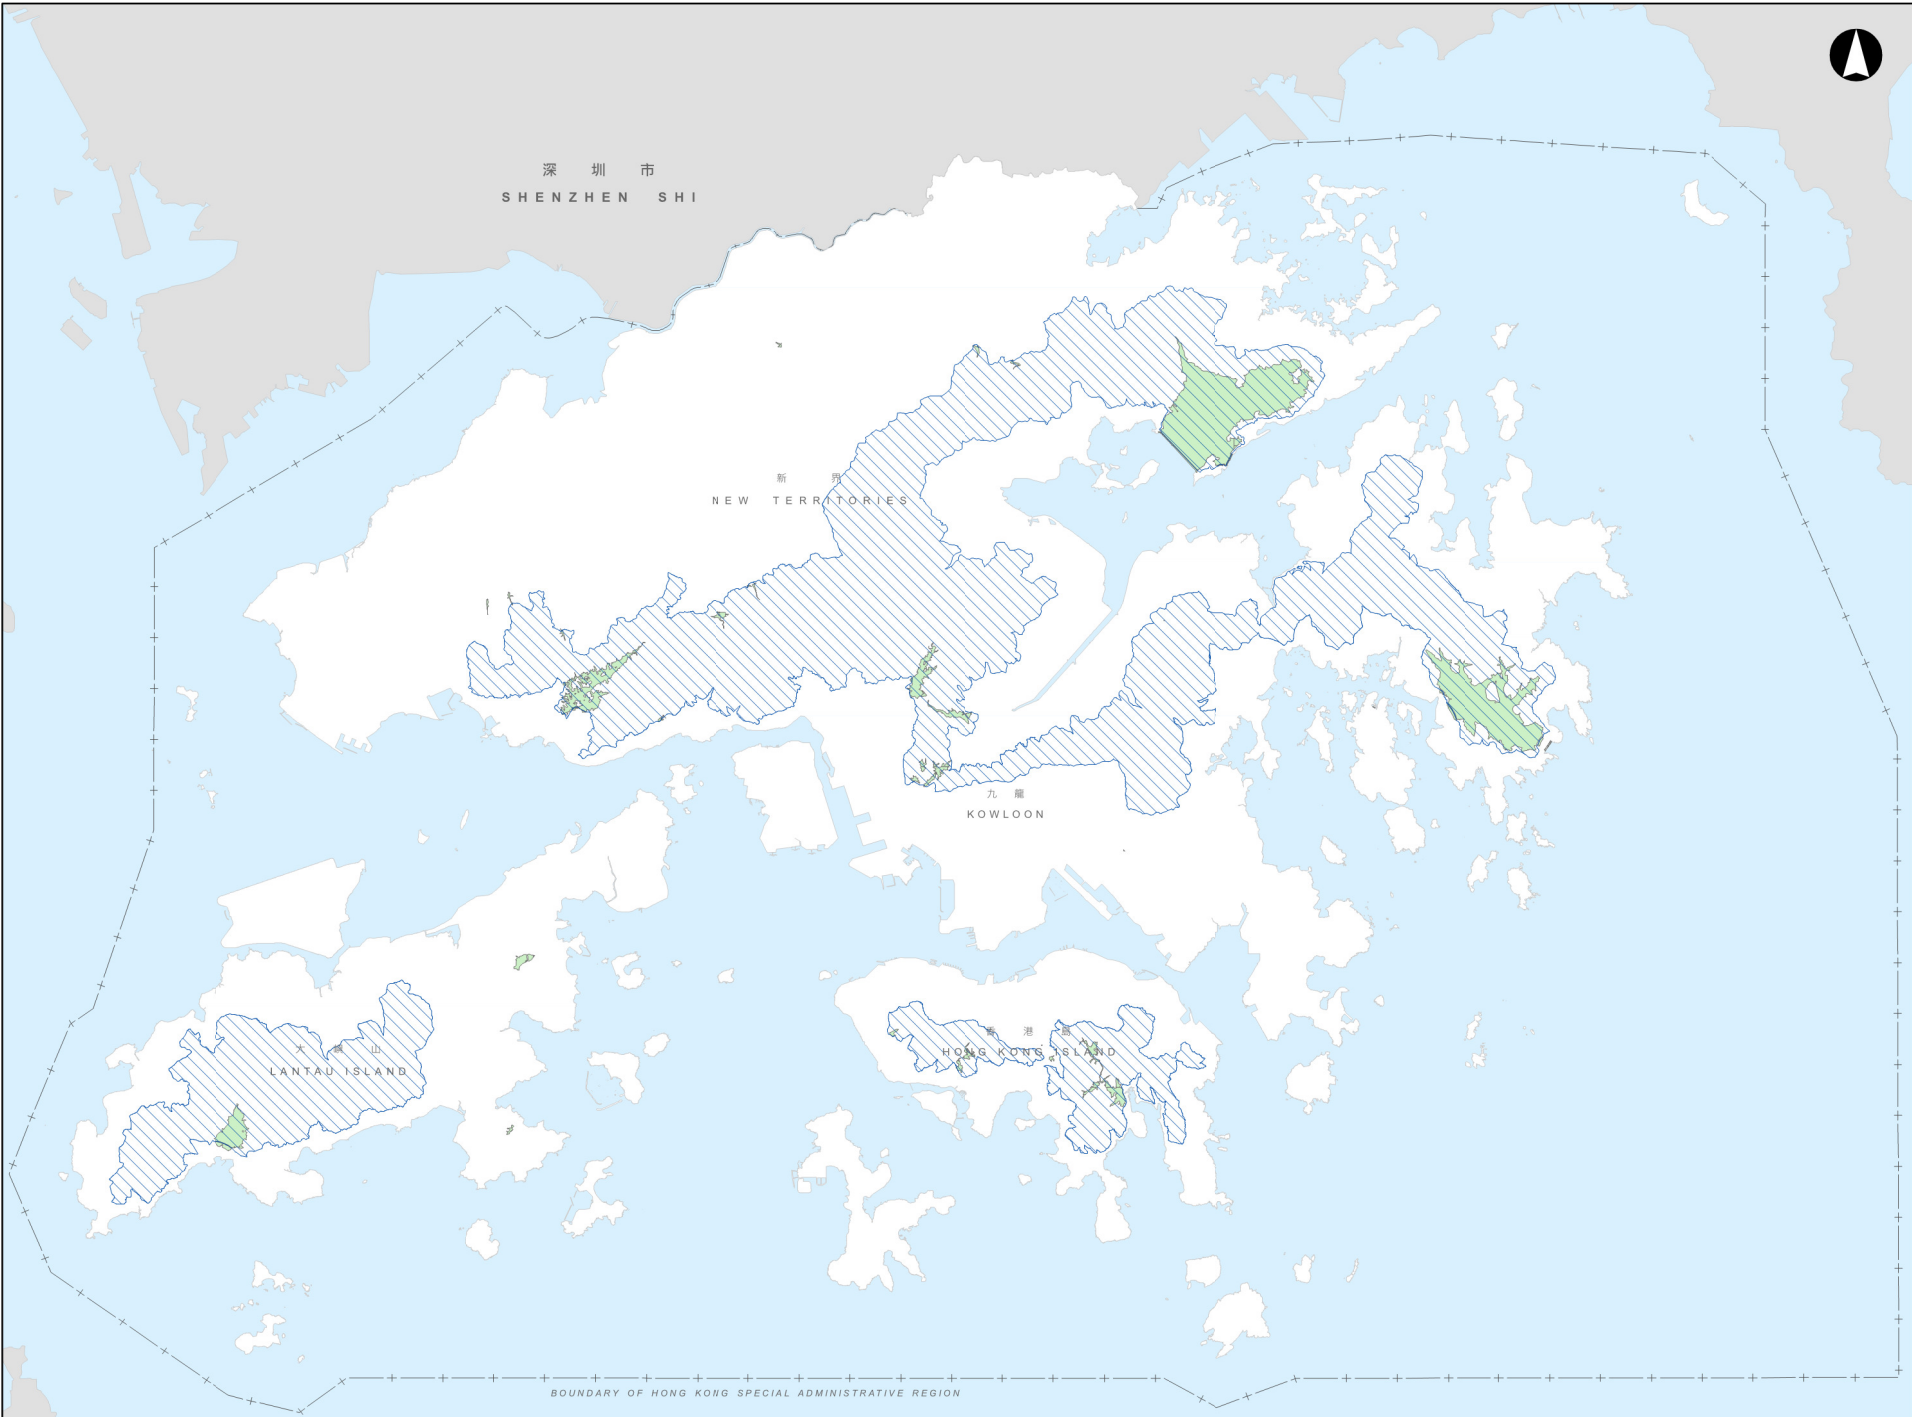 深 圳 市
SHENZHEN SHI
新 界
NEW TERRITORIES
九 龍
KOWLOON
香 港 島
HONG KONG ISLAND
大 嶼 山
LANTAU ISLAND
BOUNDARY OF HONG KONG SPECIAL ADMINISTRATIVE REGION